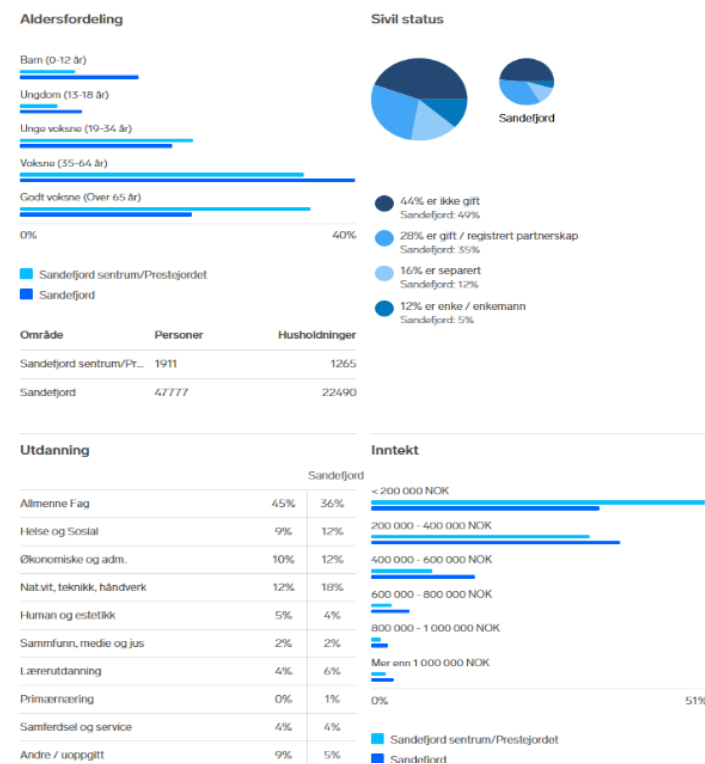 Aldersfordeling
Barn (0-12 år)
Ungdom (13-18 år)
Unge voksne (19-34 år)
Voksne (35-64 år)
Godt voksne (Over 65 år)
0% 40%
Sandefjord sentrum/Prestejordet
Sandefjord
Område Personer Husholdninger
Sandefjord sentrum/Pr... 1911 1265
Sandefjord 47777 22490
Sivil status
Sandefjord
44% er ikke gift
Sandefjord: 49%
28% er gift / registrert partnerskap
Sandefjord: 35%
16% er separert
Sandefjord: 12%
12% er enke / enkemann
Sandefjord: 5%
Utdanning
Sandefjord
Allmenne Fag 45% 36%
Helse og Sosial 9% 12%
Økonomiske og adm. 10% 12%
Nat.vit, teknikk, håndverk 12% 18%
Human og estetikk 5% 4%
Sammfunn, medie og jus 2% 2%
Lærerutdanning 4% 6%
Primærnæring 0% 1%
Samferdsel og service 4% 4%
Andre / uoppgitt 9% 5%
Inntekt
< 200 000 NOK
200 000 - 400 000 NOK
400 000 - 600 000 NOK
600 000 - 800 000 NOK
800 000 - 1 000 000 NOK
Mer enn 1 000 000 NOK
0% 51%
Sandefjord sentrum/Prestejordet
Sandefjord